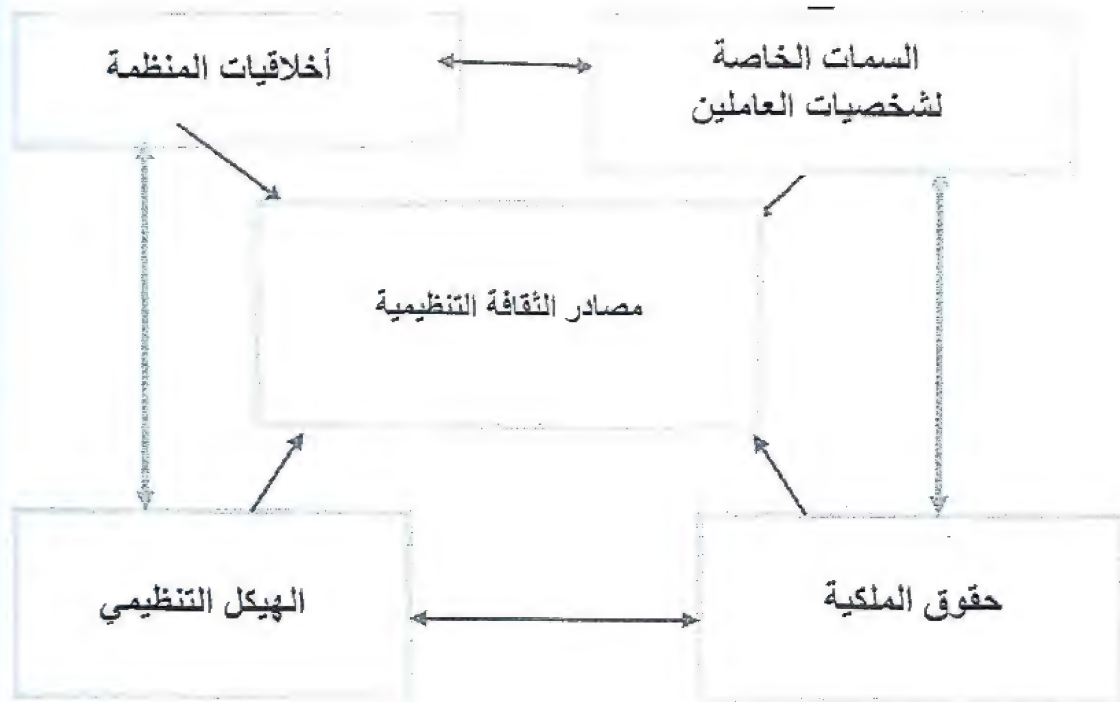 السمات الخاصة
لشخصيات العاملين
أخلاقيات المنظمة
مصادر الثقافة التنظيمية
حقوق الملكية
الهيكل التنظيمي